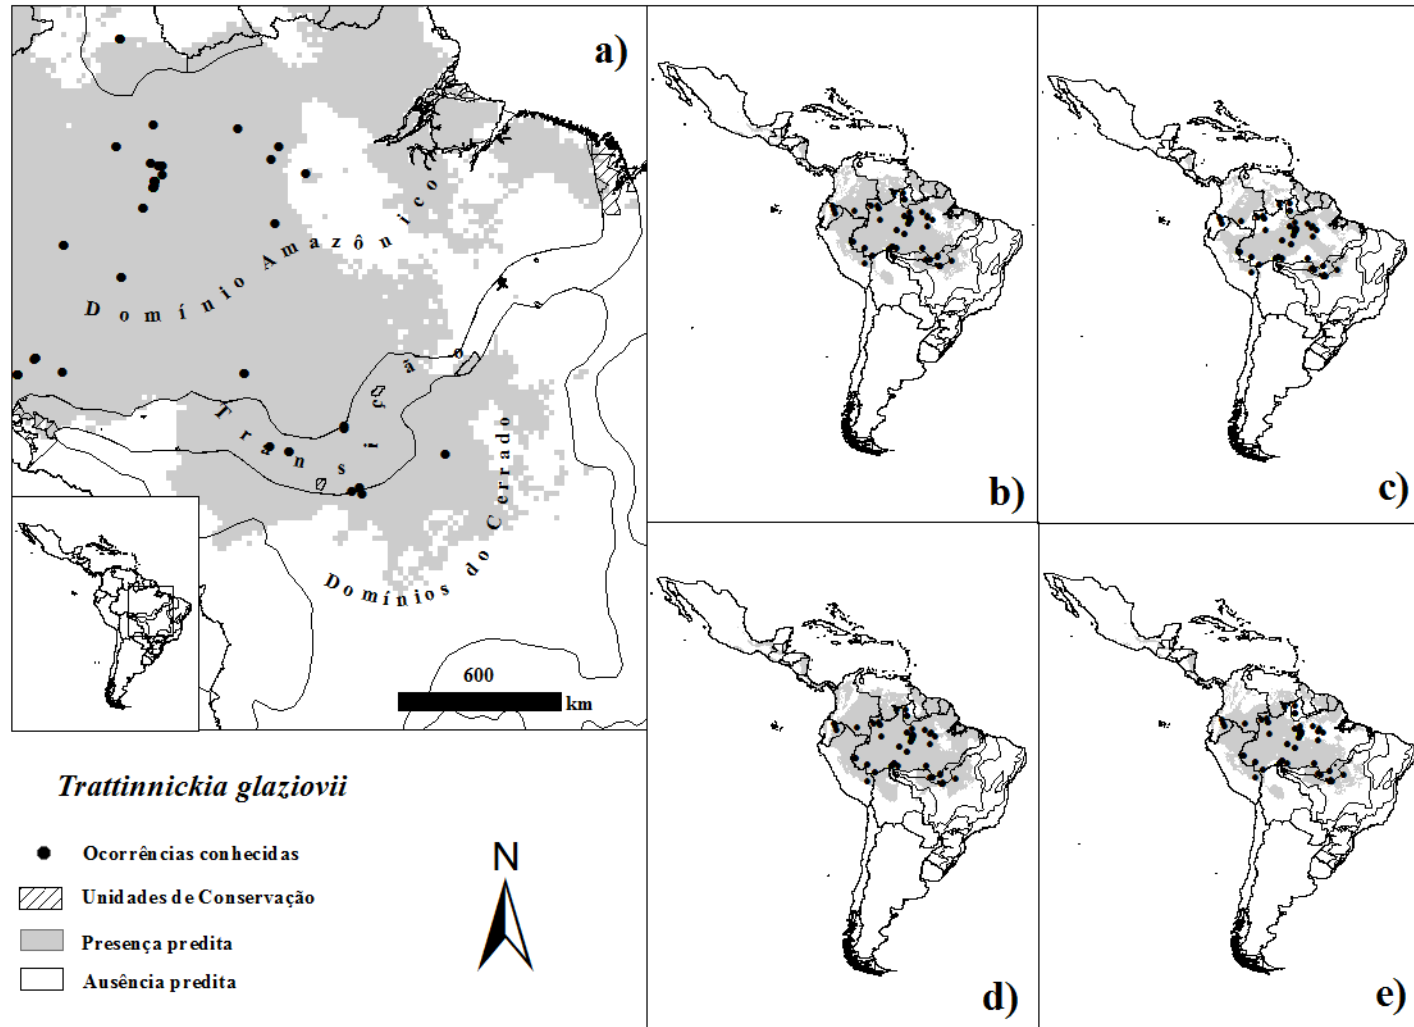 a)
b)
c)
Domínio Amazônico
Transição
Domínios do Cerrado
600
km
Trattinnickia glaziovii
Ocorrências conhecidas
Unidades de Conservação
Presença predita
Ausência predita
N
d)
e)